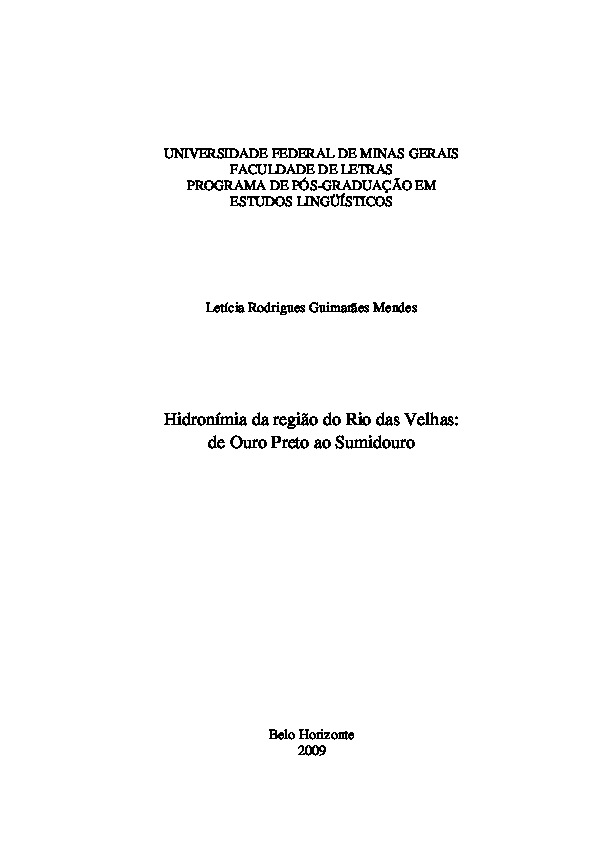 UNIVERSIDADE FEDERAL DE MINAS GERAIS
FACULDADE DE LETRAS
PROGRAMA DE PÓS-GRADUAÇÃO EM
ESTUDOS LINGÜÍSTICOS
Letícia Rodrigues Guimarães Mendes
Hidronímia da região do Rio das Velhas:
de Ouro Preto ao Sumidouro
Belo Horizonte
2009